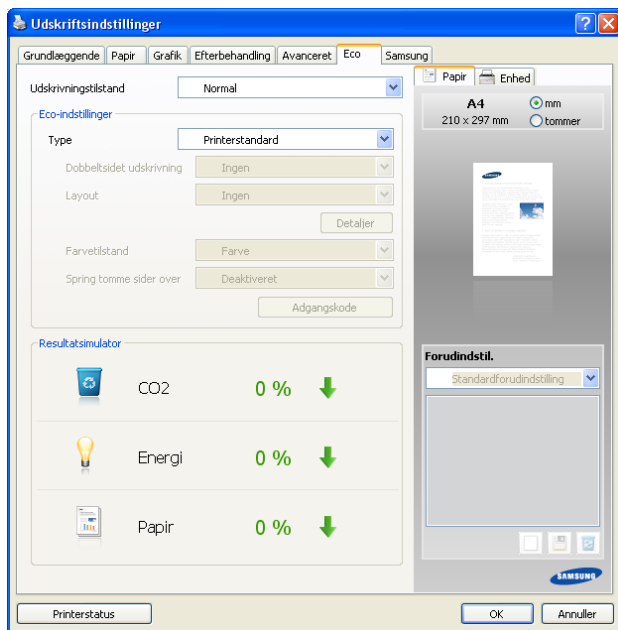 Udskriftsindstillinger
Grundlæggende Papir Grafik Efterbehandling Avanceret Eco Samsung
Udskrivningstilstand Normal
Eco-indstillinger
Type Printerstandard
Dobbeltsidet udskrivning Ingen
Layout Ingen
Detaljer
Farvetilstand Farve
Spring tomme sider over Deaktiveret
Adgangskode
Resultatsimulator
CO2 0 %
Energi 0 %
Papir 0 %
Papir Enhed
A4 mm
210 x 297 mm tommer
Forudindstil.
Standardforudindstilling
SAMSUNG
Printerstatus OK Annuller